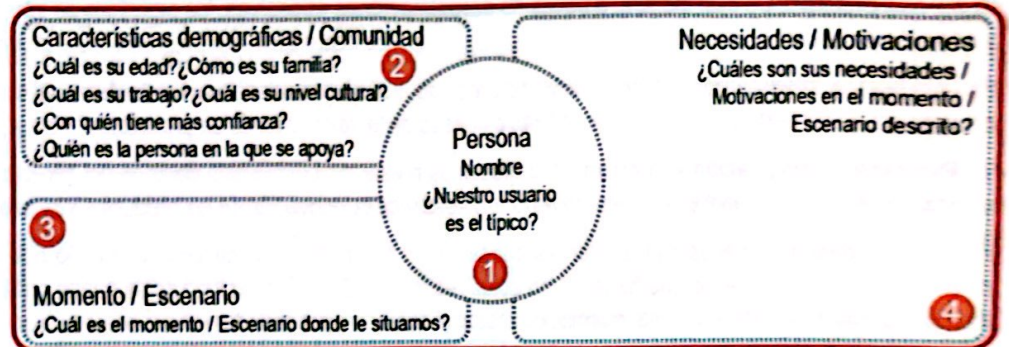 Características demográficas / Comunidad
¿Cuál es su edad?¿Cómo es su familia?
2
¿Cuál es su trabajo?¿Cuál es su nivel cultural?
¿Con quién tiene más confianza?
¿Quién es la persona en la que se apoya?
Persona
Nombre
¿Nuestro usuario
es el típico?
1
3
Momento / Escenario
¿Cuál es el momento / Escenario donde le situamos?
Necesidades / Motivaciones
¿Cuáles son sus necesidades /
Motivaciones en el momento /
Escenario descrito?
4